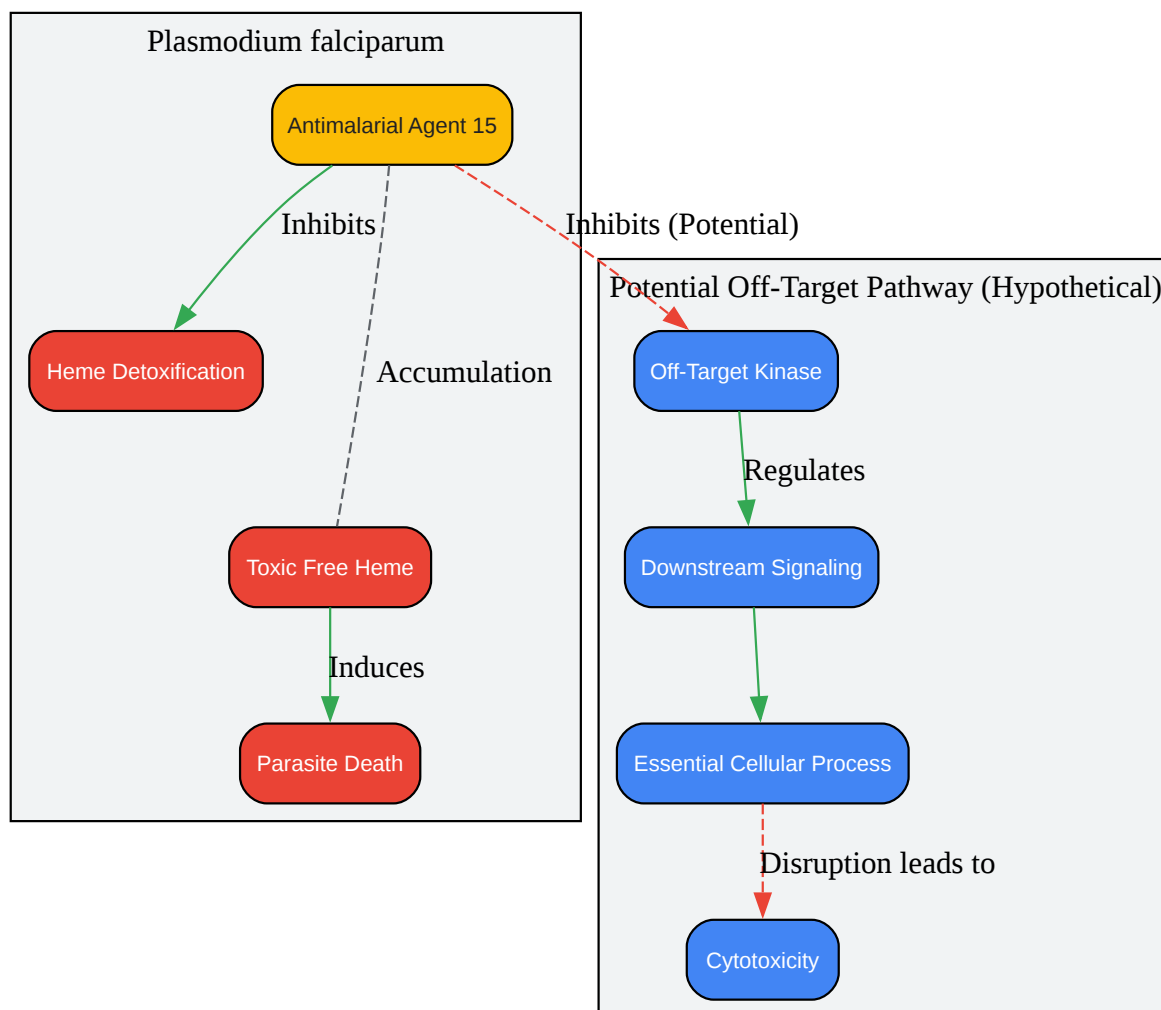 Plasmodium falciparum
Antimalarial Agent 15
Inhibits
Inhibits (Potential)
Potential Off-Target Pathway (Hypothetical)
Heme Detoxification
Accumulation
Off-Target Kinase
Regulates
Toxic Free Heme
Downstream Signaling
Induces
Parasite Death
Essential Cellular Process
Disruption leads to
Cytotoxicity